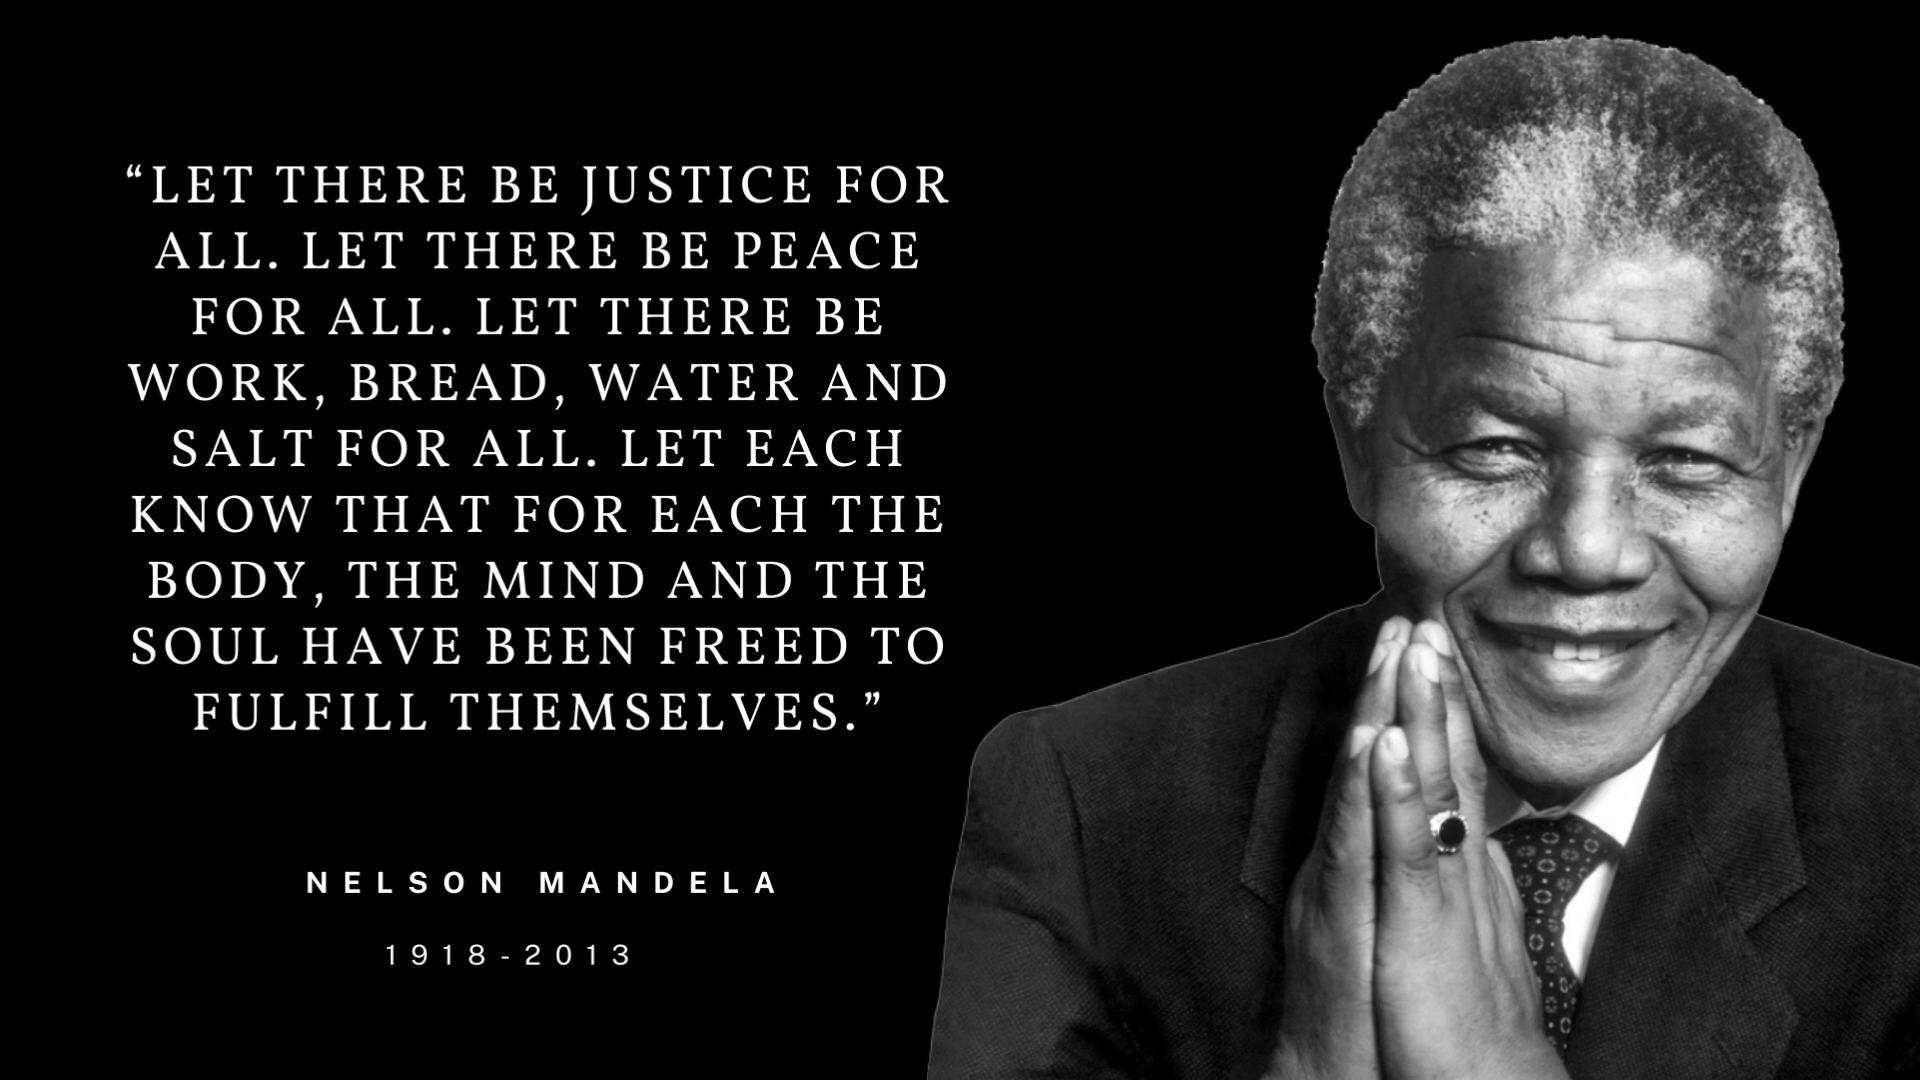 “LET THERE BE JUSTICE FOR
ALL. LET THERE BE PEACE
FOR ALL. LET THERE BE
WORK, BREAD, WATER AND
SALT FOR ALL. LET EACH
KNOW THAT FOR EACH THE
BODY, THE MIND AND THE
SOUL HAVE BEEN FREED TO
FULFILL THEMSELVES.”
NELSON MANDELA
1918-2013